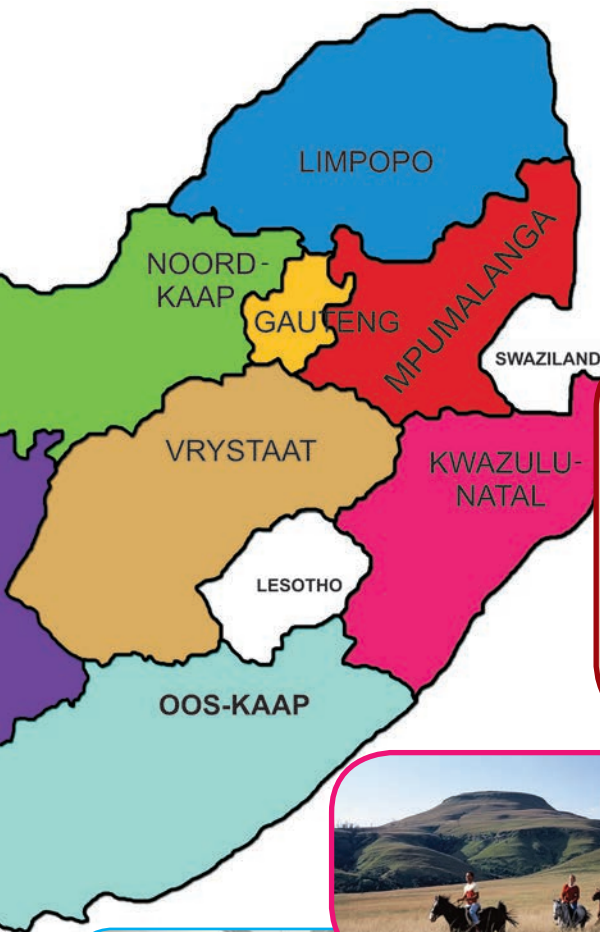 LIMPOPO
NOORD-
KAAP
GAUTENG
MPUMALANGA
SWAZILAND
VRYSTAAT
KWAZULU-
NATAL
LESOTHO
OOS-KAAP